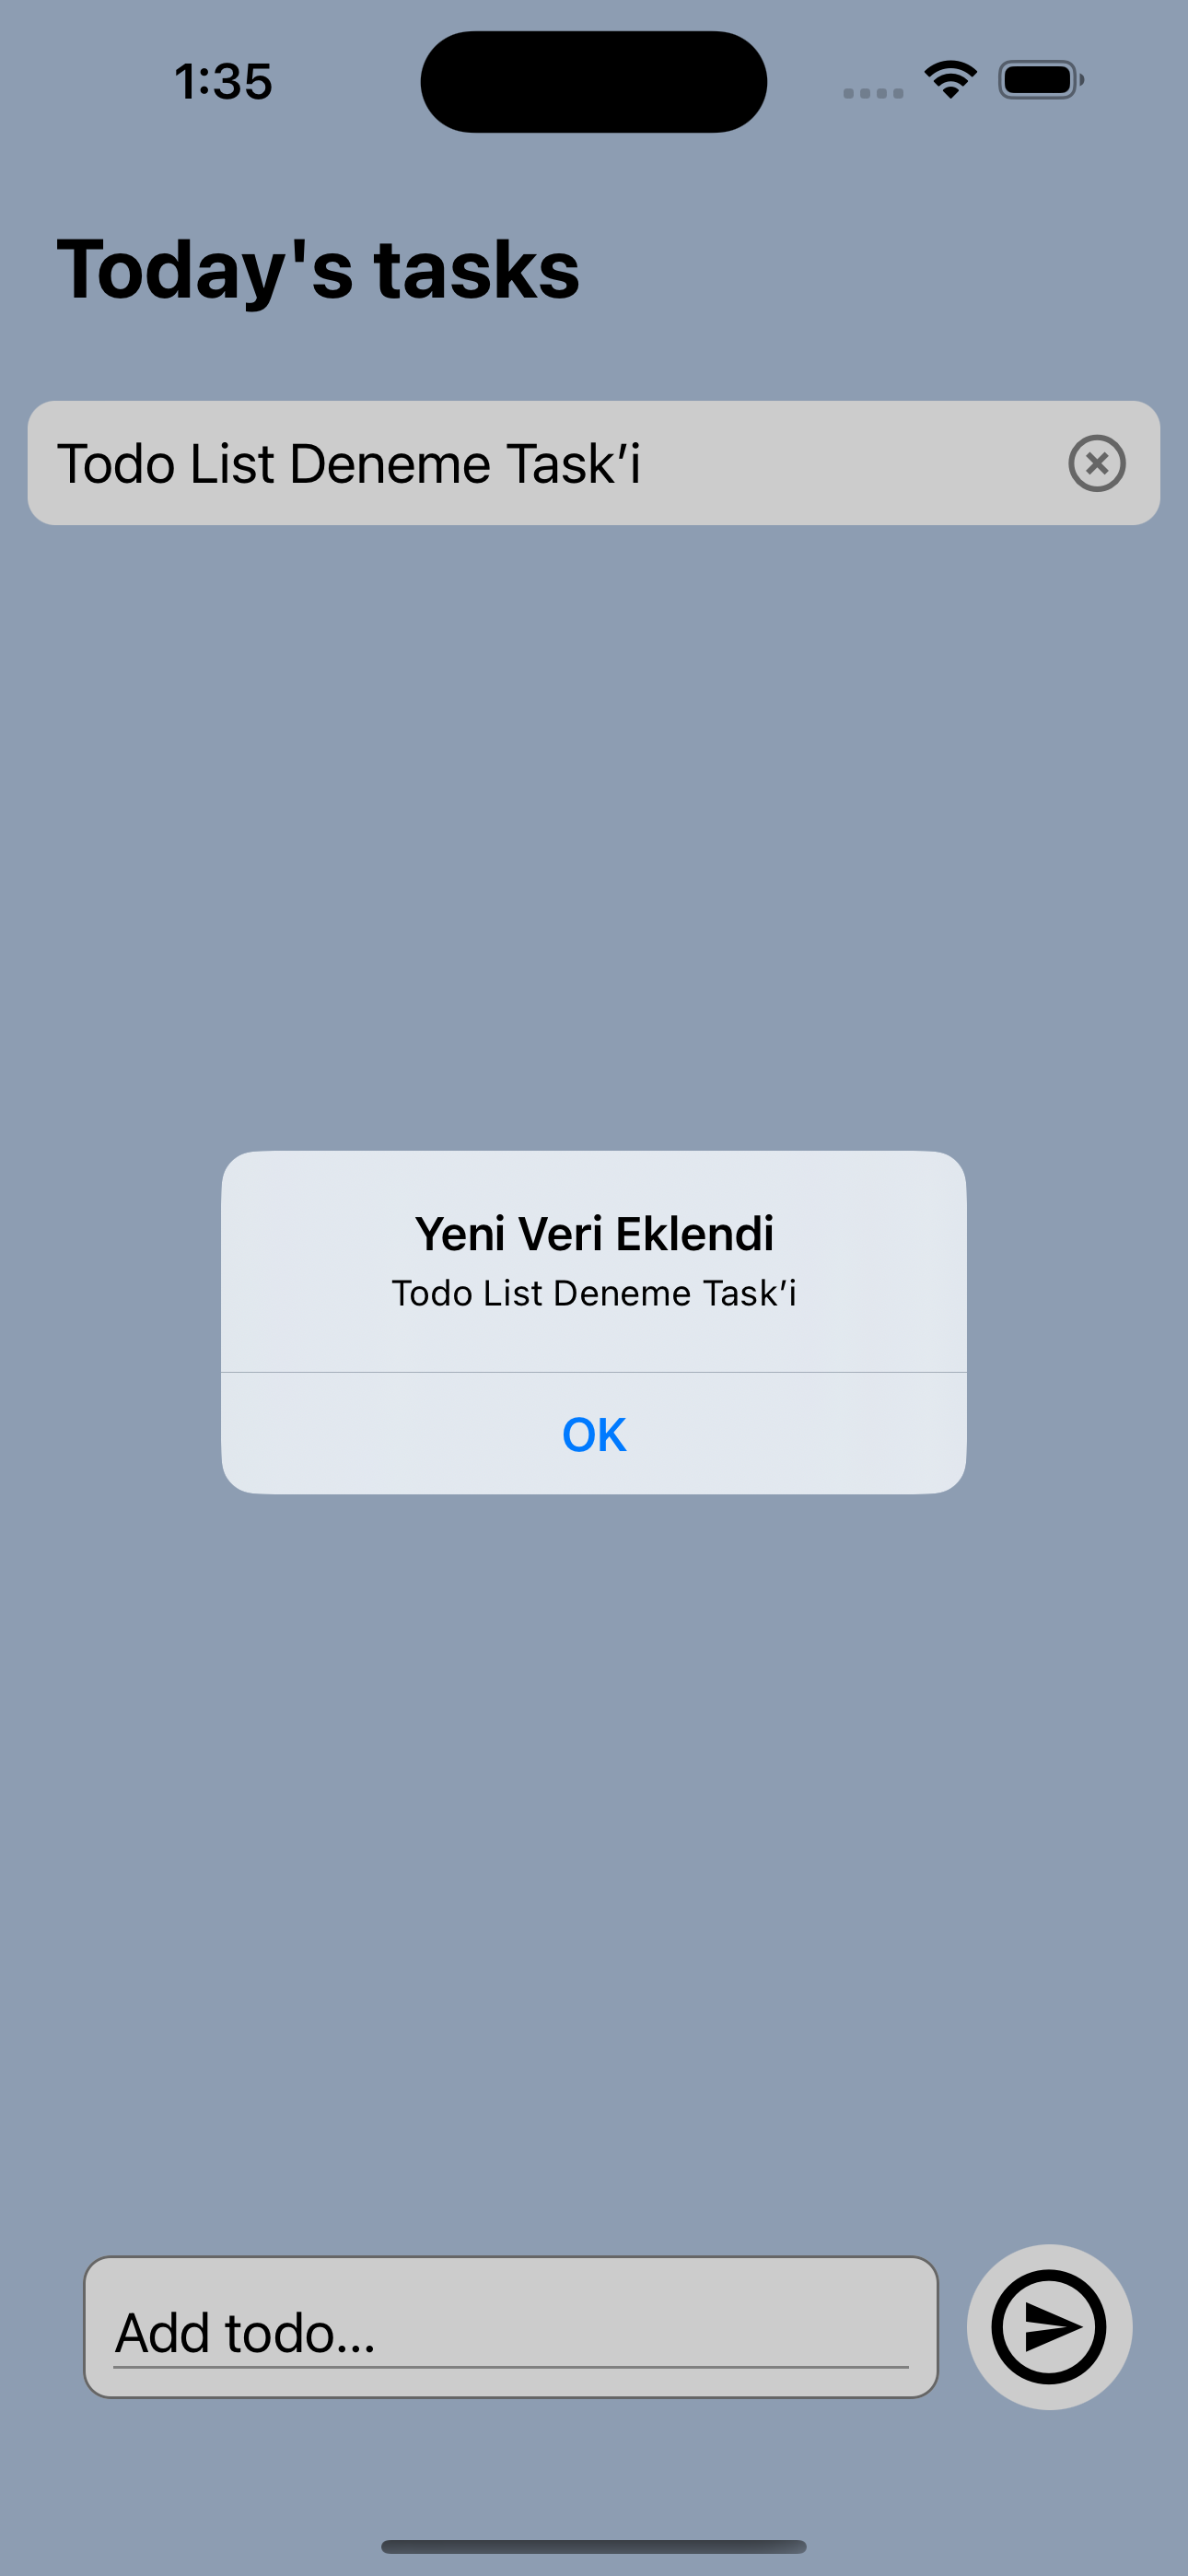 1:35
Today's tasks
Todo List Deneme Task’i
Yeni Veri Eklendi
Todo List Deneme Task’i
OK
Add todo...